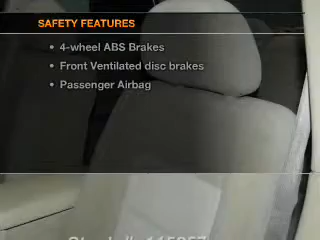 SAFETY FEATURES
• 4-wheel ABS Brakes
• Front Ventilated disc brakes
• Passenger Airbag